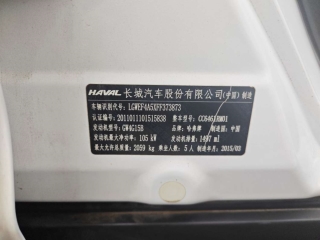 HAVAL 长城汽车股份有限公司(中国) 制造
车辆识别代号: LGWEF4A5XFF373873
认证编号: 2011011101515838 整车型号: CC6461RM01
发动机型号: GW4G15B 品牌: 哈弗牌 制造国: 中国
发动机最大净功率: 105 kW 发动机排量: 1497 mL
最大允许总质量: 2059 kg 乘坐人数: 5 人 制造年月: 2015/03